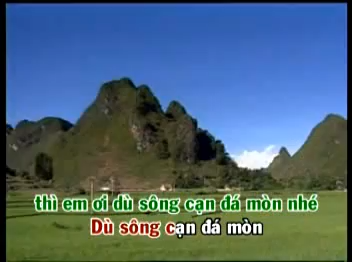 thì em ơi dù sông cạn đá mòn nhé
Dù sông cạn đá mòn